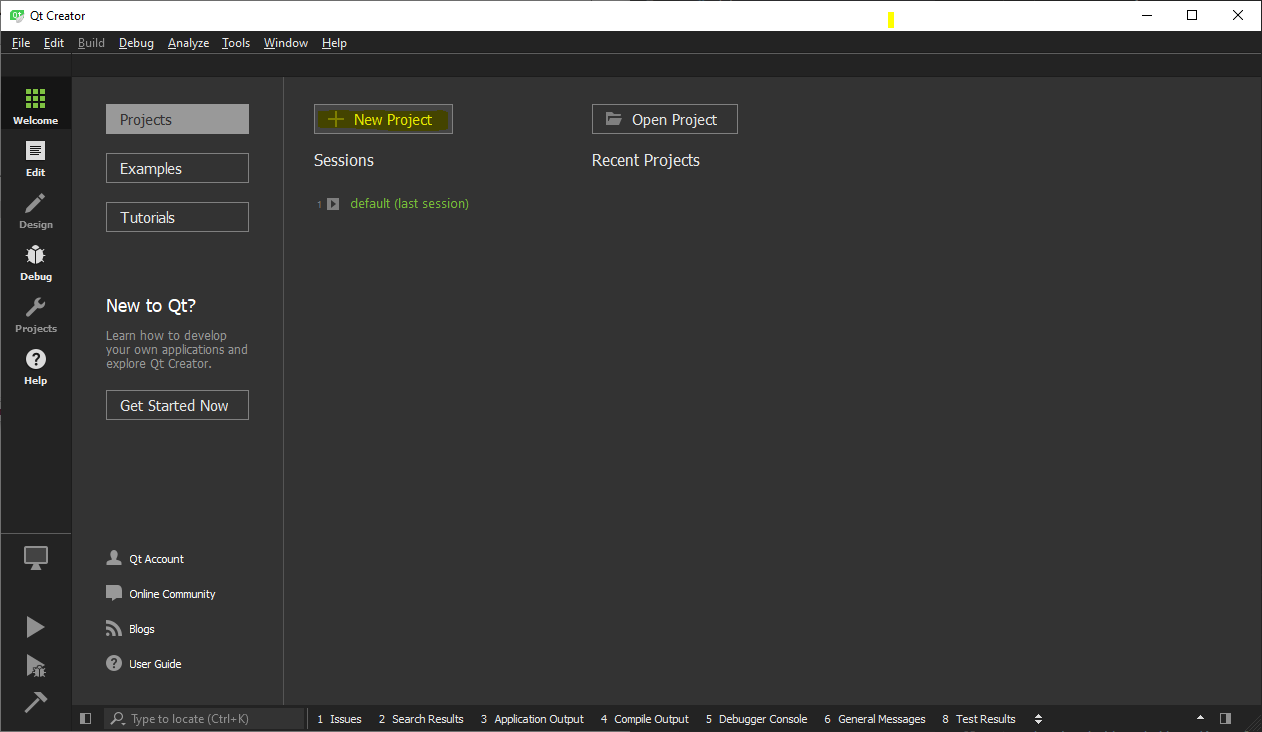 Qt Creator
File Edit Build Debug Analyze Tools Window Help
Welcome
Edit
Design
Debug
Projects
Help
Projects
Examples
Tutorials
New to Qt?
Learn how to develop
your own applications and
explore Qt Creator.
Get Started Now
Qt Account
Online Community
Blogs
User Guide
New Project
Sessions
1 default (last session)
Open Project
Recent Projects
Type to locate (Ctrl+K) 1 Issues 2 Search Results 3 Application Output 4 Compile Output 5 Debugger Console 6 General Messages 8 Test Results